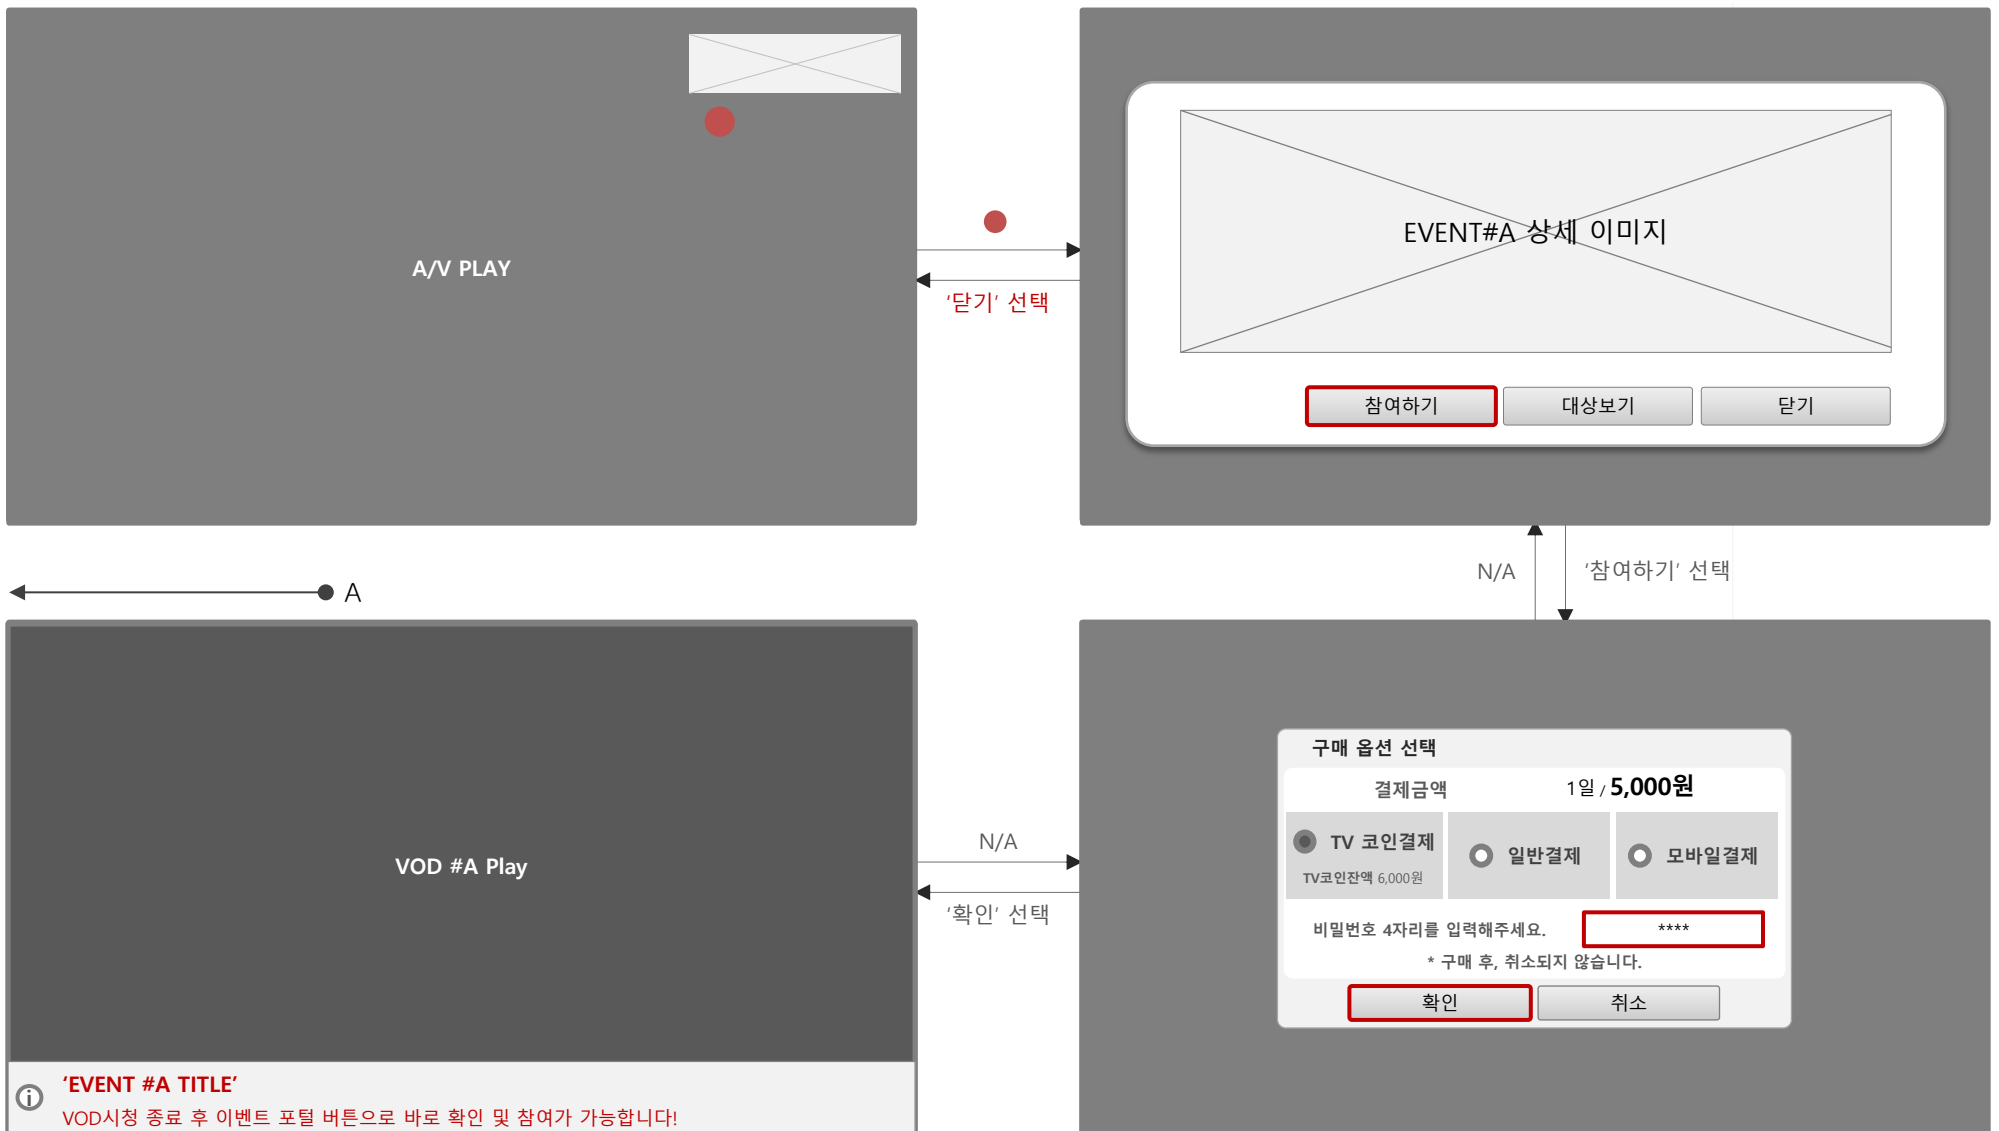 A/V PLAY
'닫기' 선택
EVENT#A 상세 이미지
참여하기
대상보기
닫기
N/A
'참여하기' 선택
A
VOD #A Play
N/A
'확인' 선택
구매 옵션 선택
결제금액 1일 / 5,000원
TV 코인결제
TV코인잔액 6,000원
일반결제
모바일결제
비밀번호 4자리를 입력해주세요. ****
* 구매 후, 취소되지 않습니다.
확인
취소
'EVENT #A TITLE'
VOD시청 종료 후 이벤트 포털 버튼으로 바로 확인 및 참여가 가능합니다!